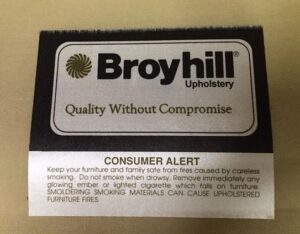 Broyhill®
Upholstery
Quality Without Compromise
CONSUMER ALERT
Keep your furniture and family safe from fires caused by careless
smoking. Do not smoke when drowsy. Remove immediately any
glowing ember or lighted cigarette which falls on furniture.
SMOLDERING SMOKING MATERIALS CAN CAUSE UPHOLSTERED
FURNITURE FIRES